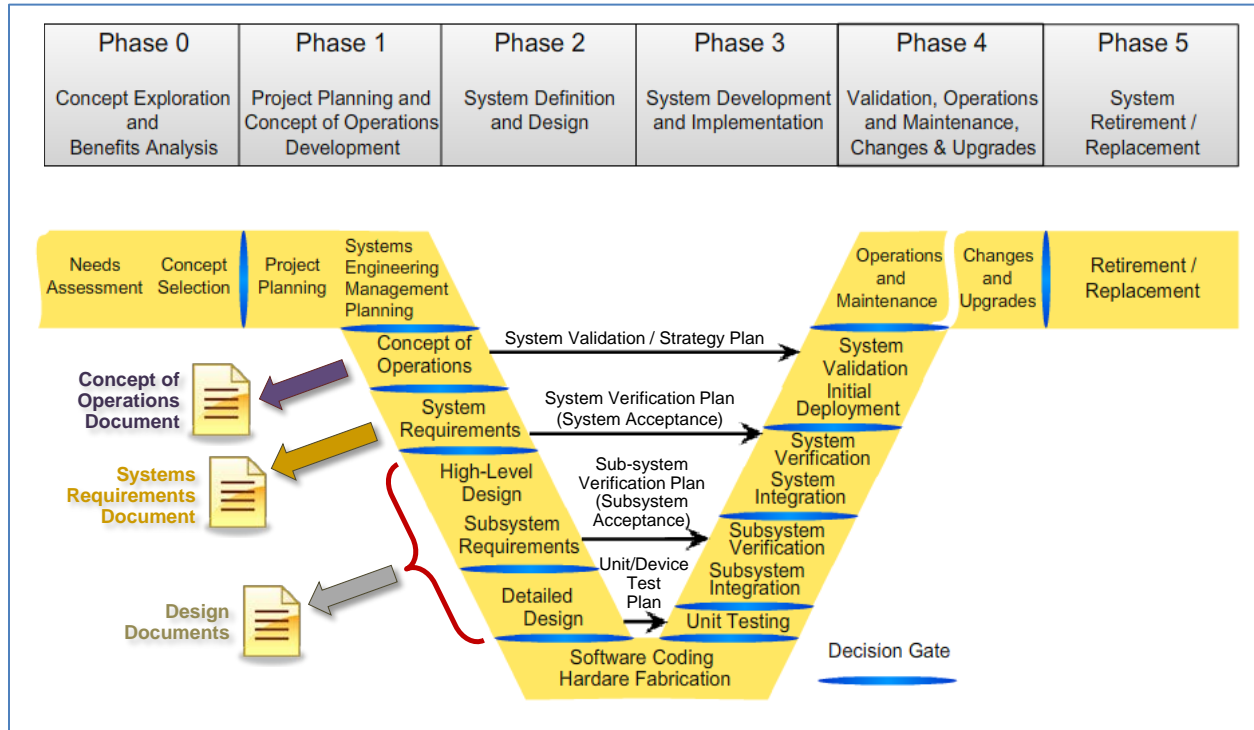 Phase 0
Concept Exploration
and
Benefits Analysis
Phase 1
Project Planning and
Concept of Operations
Development
Phase 2
System Definition
and Design
Phase 3
System Development
and Implementation
Phase 4
Validation, Operations
and Maintenance,
Changes & Upgrades
Phase 5
System
Retirement /
Replacement
Needs
Assessment
Concept
Selection
Project
Planning
Systems
Engineering
Management
Planning
Operations
and
Maintenance
Changes
and
Upgrades
Retirement /
Replacement
Concept of
Operations
System Validation / Strategy Plan
System
Validation
Initial
Deployment
Concept of
Operations
Document
System
Requirements
System Verification Plan
(System Acceptance)
System
Verification
System
Integration
Systems
Requirements
Document
High-Level
Design
Subsystem
Requirements
Sub-system
Verification Plan
(Subsystem
Acceptance)
Subsystem
Verification
Subsystem
Integration
Design
Documents
Detailed
Design
Unit/Device
Test
Plan
Unit Testing
Software Coding
Hardare Fabrication
Decision Gate